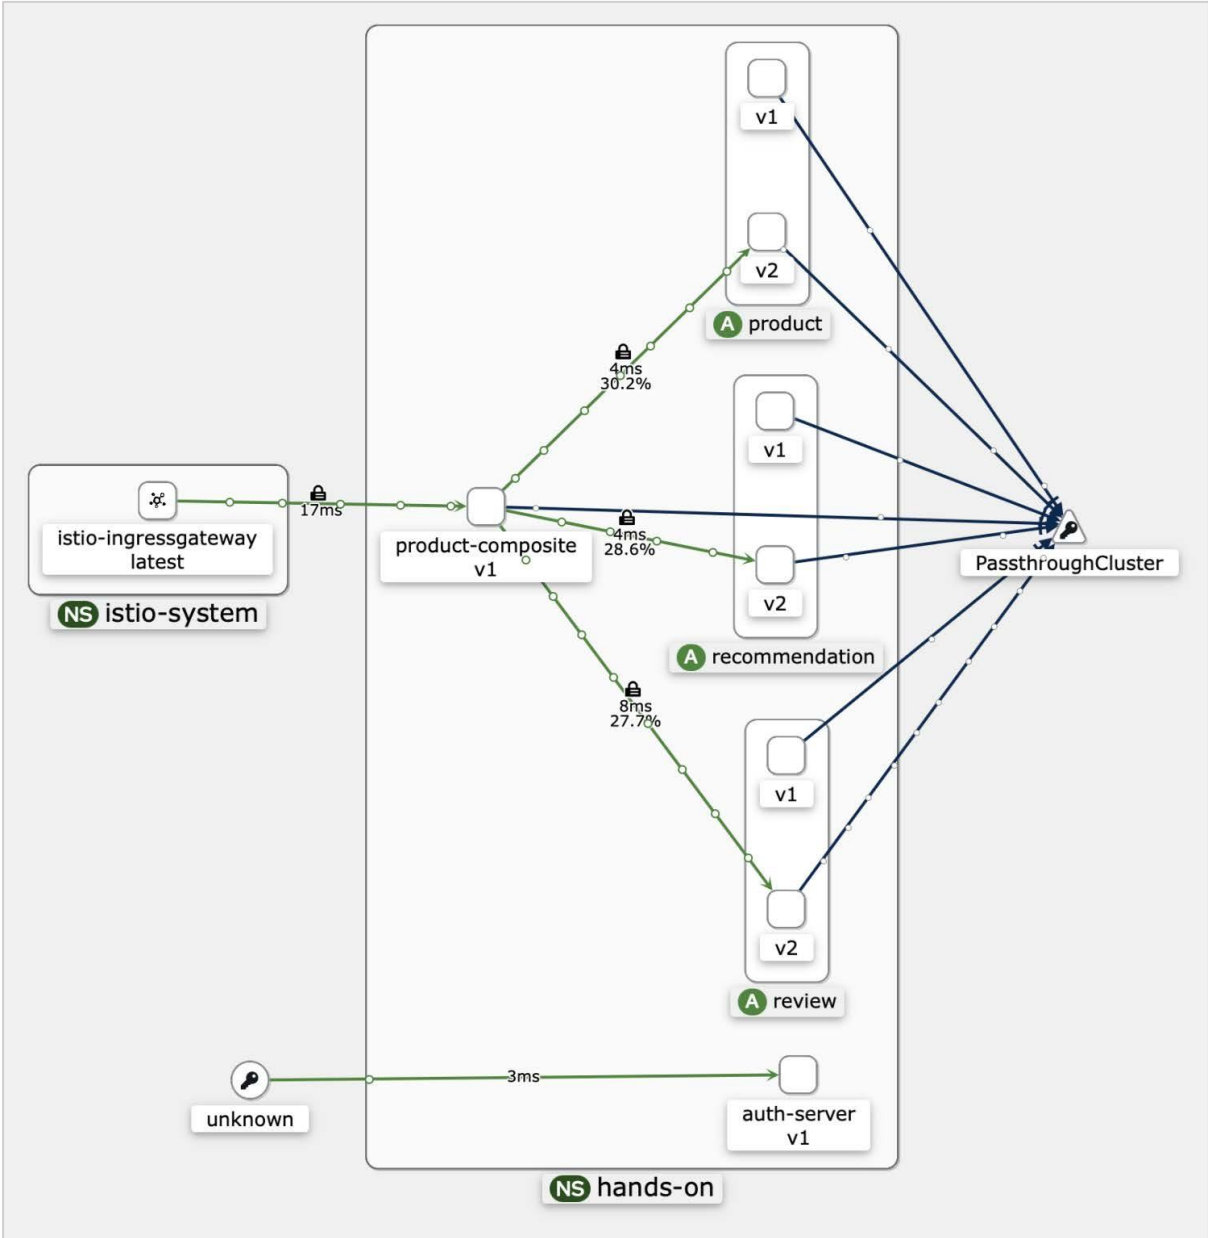 v1
v2
A product
4ms
30.2%
v1
17ms
istio-ingressgateway
latest
NS istio-system
product-composite
v1
4ms
28.6%
PassthroughCluster
v2
A recommendation
8ms
27.7%
v1
v2
A review
unknown
3ms
auth-server
v1
NS hands-on